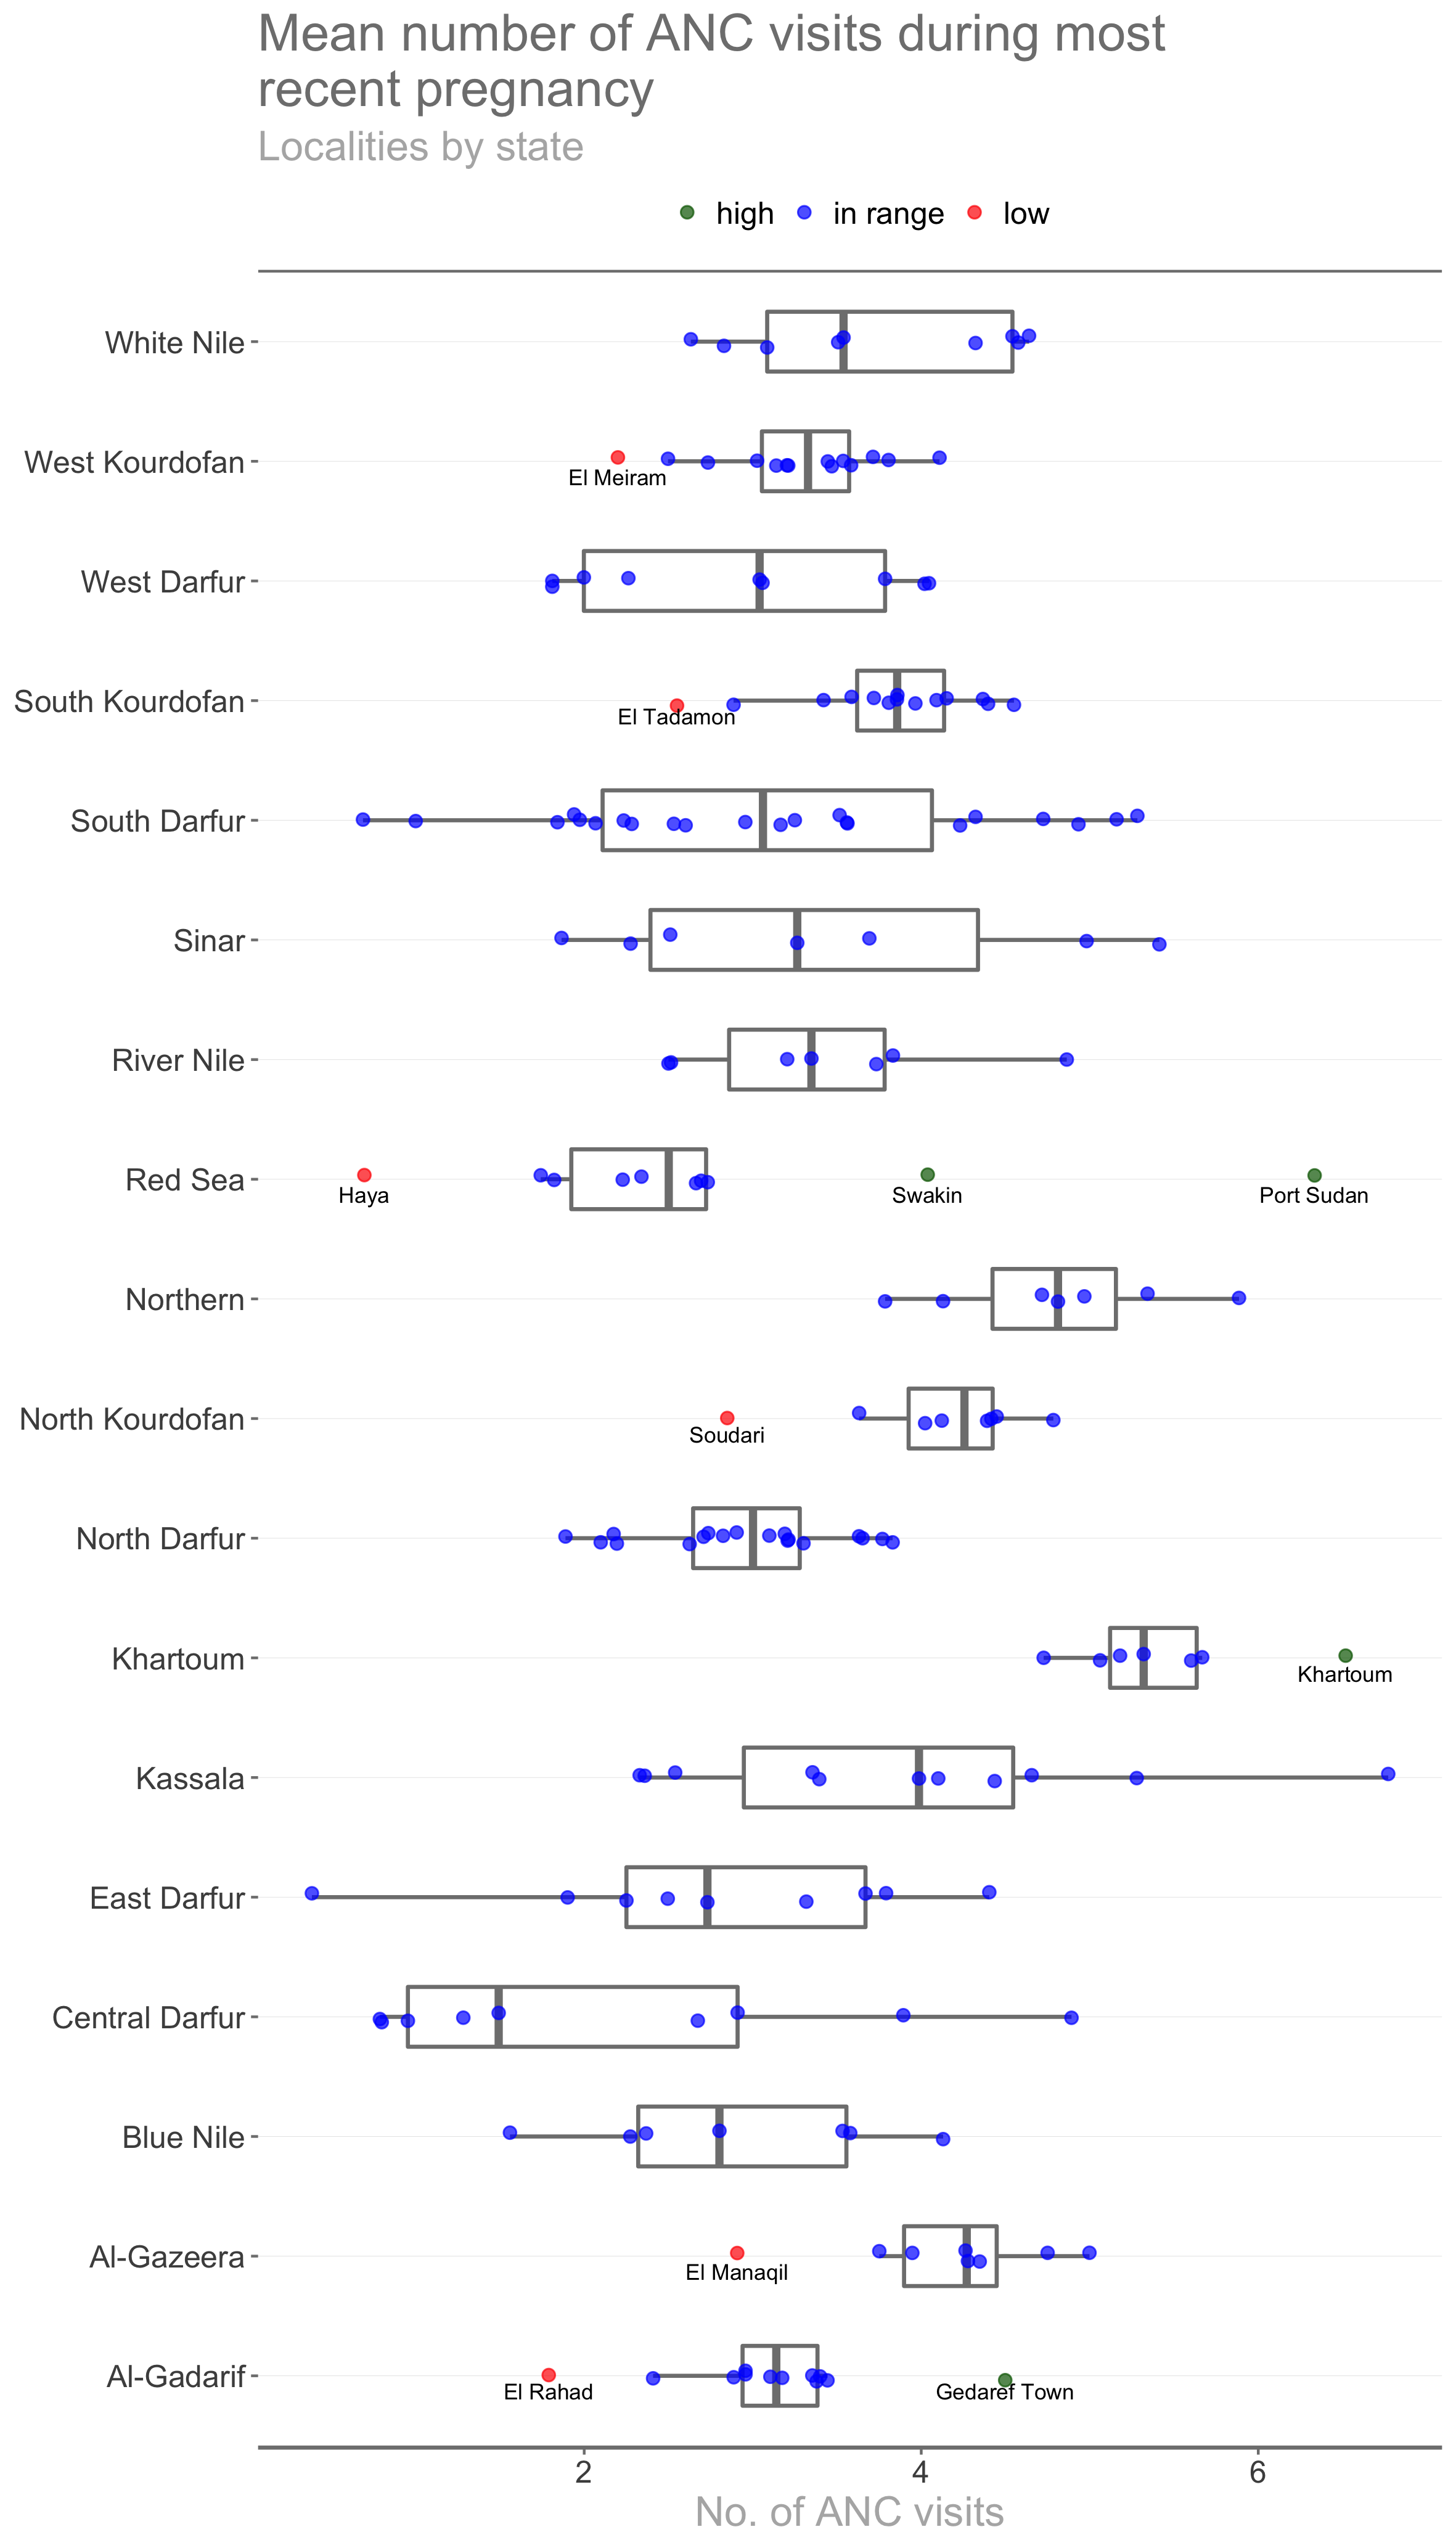 Mean number of ANC visits during most
recent pregnancy
Localities by state
high in range low
White Nile
West Kourdofan
El Meiram
West Darfur
South Kourdofan
El Tadamon
South Darfur
Sinar
River Nile
Red Sea
Haya Swakin Port Sudan
Northern
North Kourdofan
Soudari
North Darfur
Khartoum
Khartoum
Kassala
East Darfur
Central Darfur
Blue Nile
Al-Gazeera
El Manaqil
Al-Gadarif
El Rahad Gedaref Town
2 4 6
No. of ANC visits